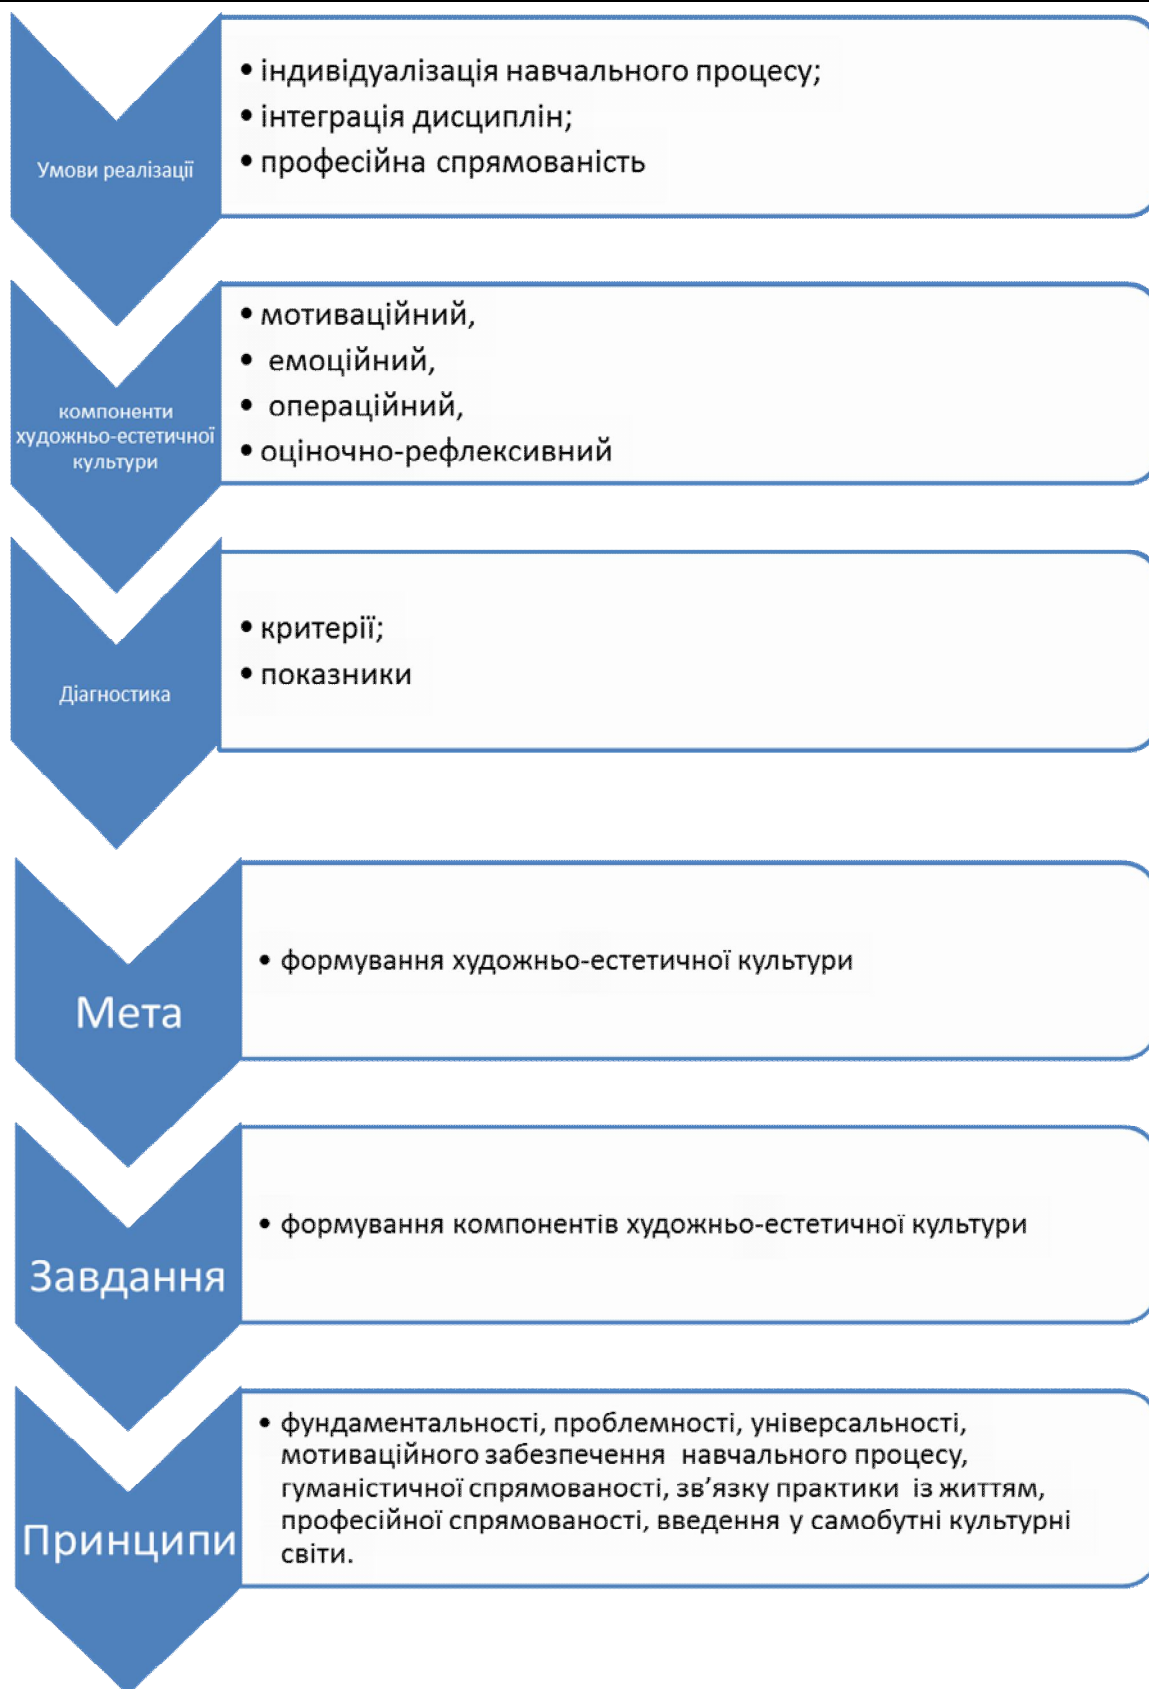 Умови реалізації
• індивідуалізація навчального процесу;
• інтеграція дисциплін;
• професійна спрямованість
компоненти
художньо-естетичної
культури
• мотиваційний,
• емоційний,
• операційний,
• оціночно-рефлексивний
Діагностика
• критерії;
• показники
Мета
• формування художньо-естетичної культури
Завдання
• формування компонентів художньо-естетичної культури
Принципи
• фундаментальності, проблемності, універсальності,
мотиваційного забезпечення навчального процесу,
гуманістичної спрямованості, зв’язку практики із життям,
професійної спрямованості, введення у самобутні культурні
світи.